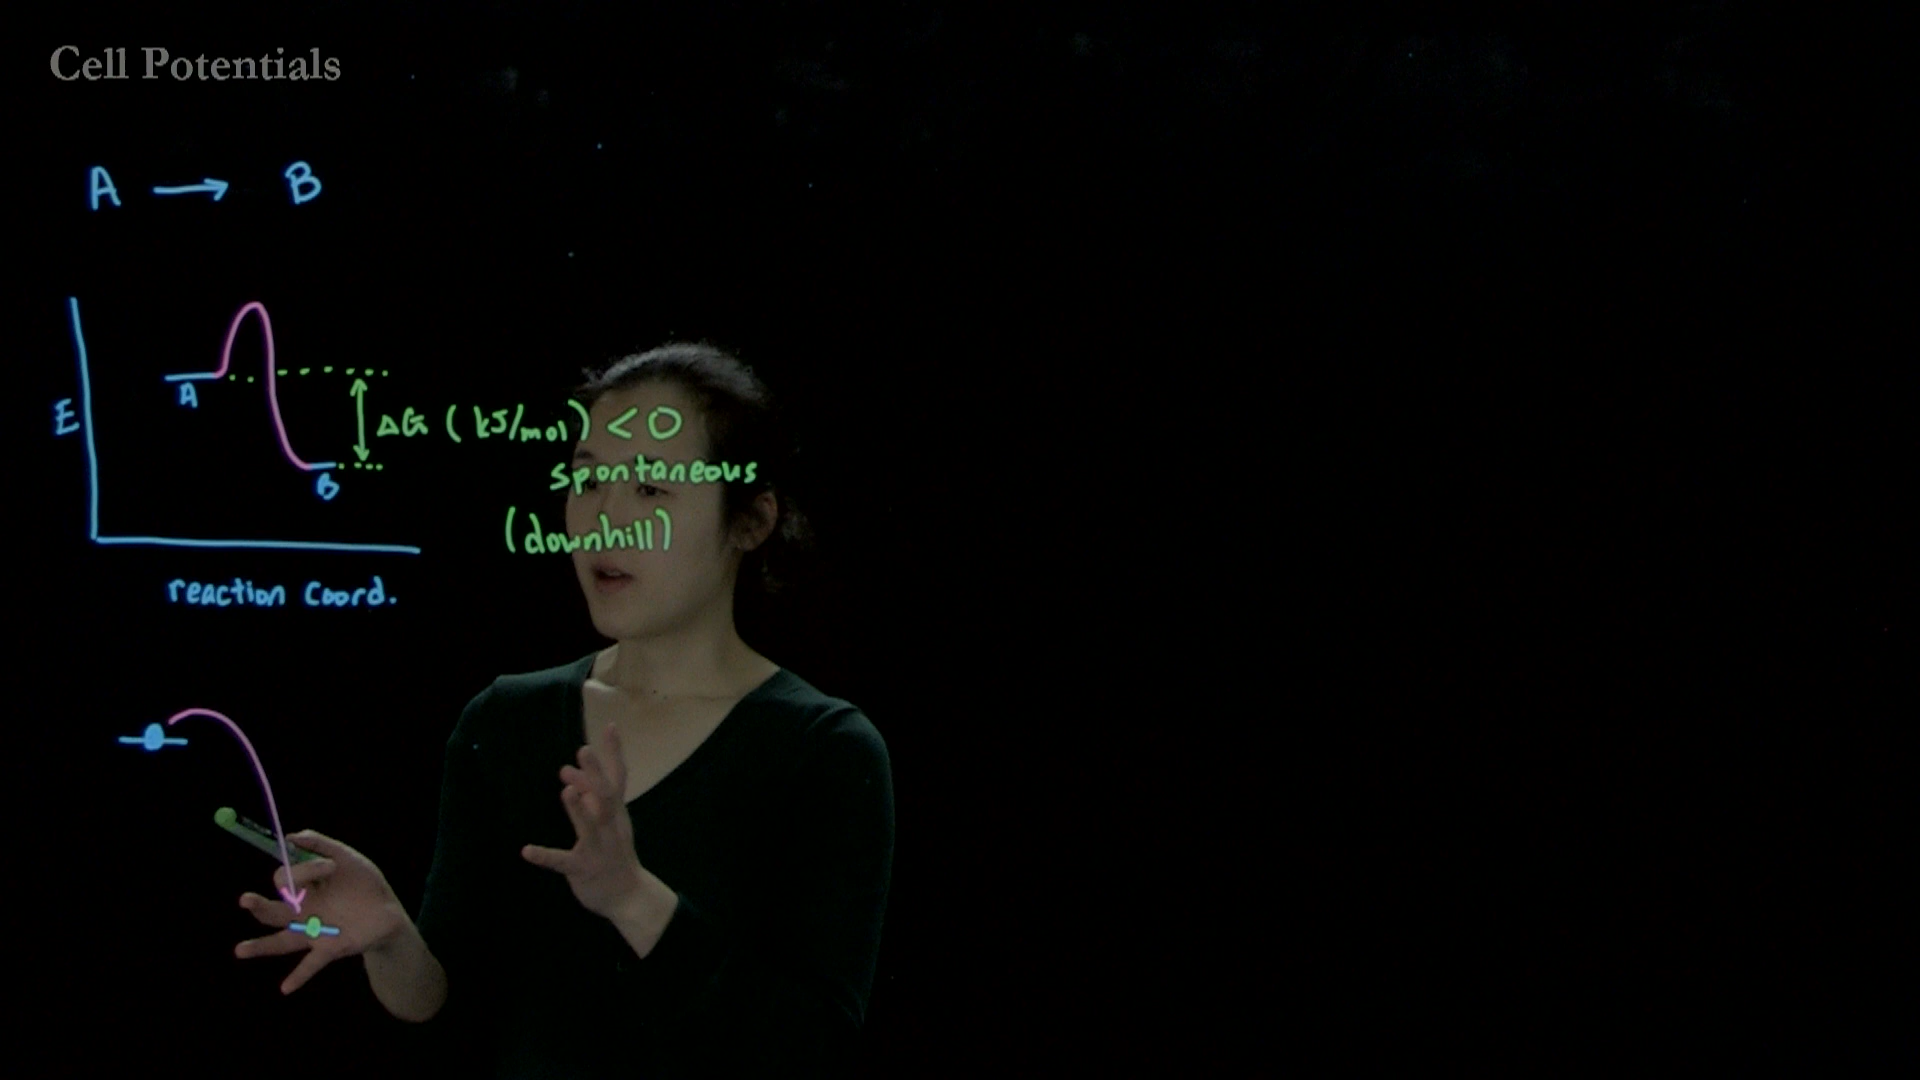 Cell Potentials
A → B
E
A
B
ΔG (kJ/mol) < 0
spontaneous
(downhill)
reaction coord.